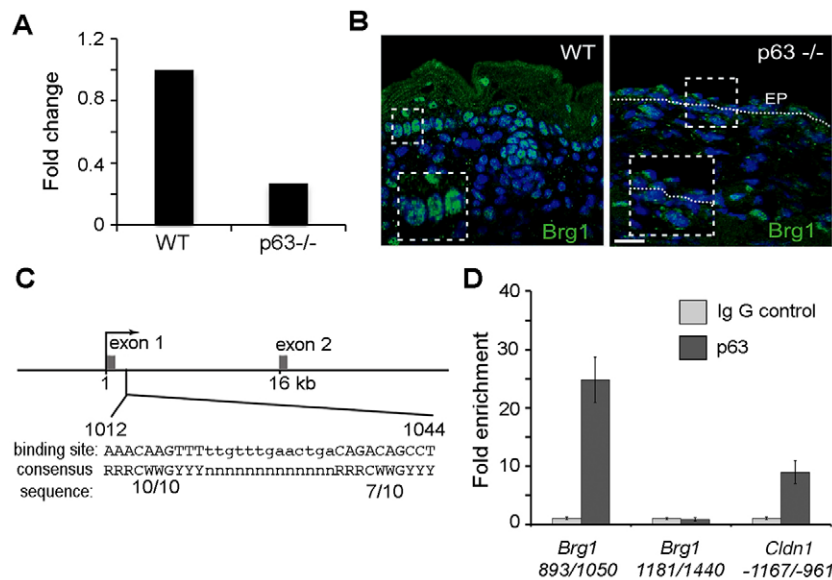 A
Fold change
1.2
0.8
0.4
0
WT
p63-/-
B
WT
Brg1
p63 -/-
EP
Brg1
C
exon 1
exon 2
1
16 kb
1012
1044
binding site: AAACAAGTTTttgtttgaactgaCAGACAGCCT
consensus RRRCWWGYYYnnnnnnnnnnnnnRRRCWWGYYY
sequence:
10/10
7/10
D
Fold enrichment
40
30
20
10
0
Ig G control
p63
Brg1
893/1050
Brg1
1181/1440
Cldn1
-1167/-961